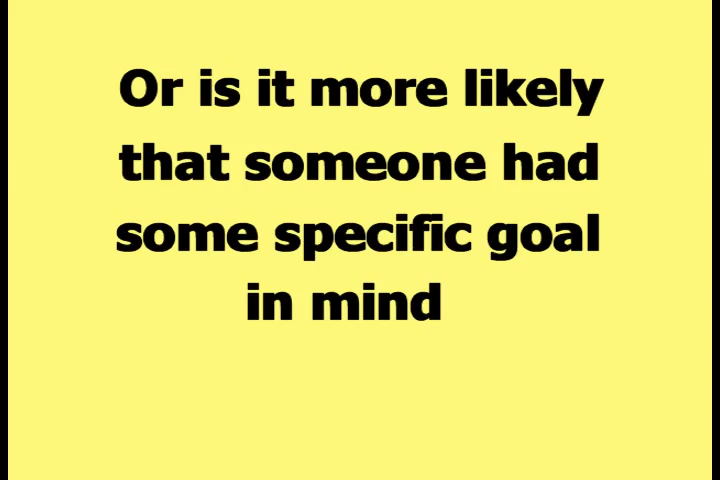 Or is it more likely
that someone had
some specific goal
in mind